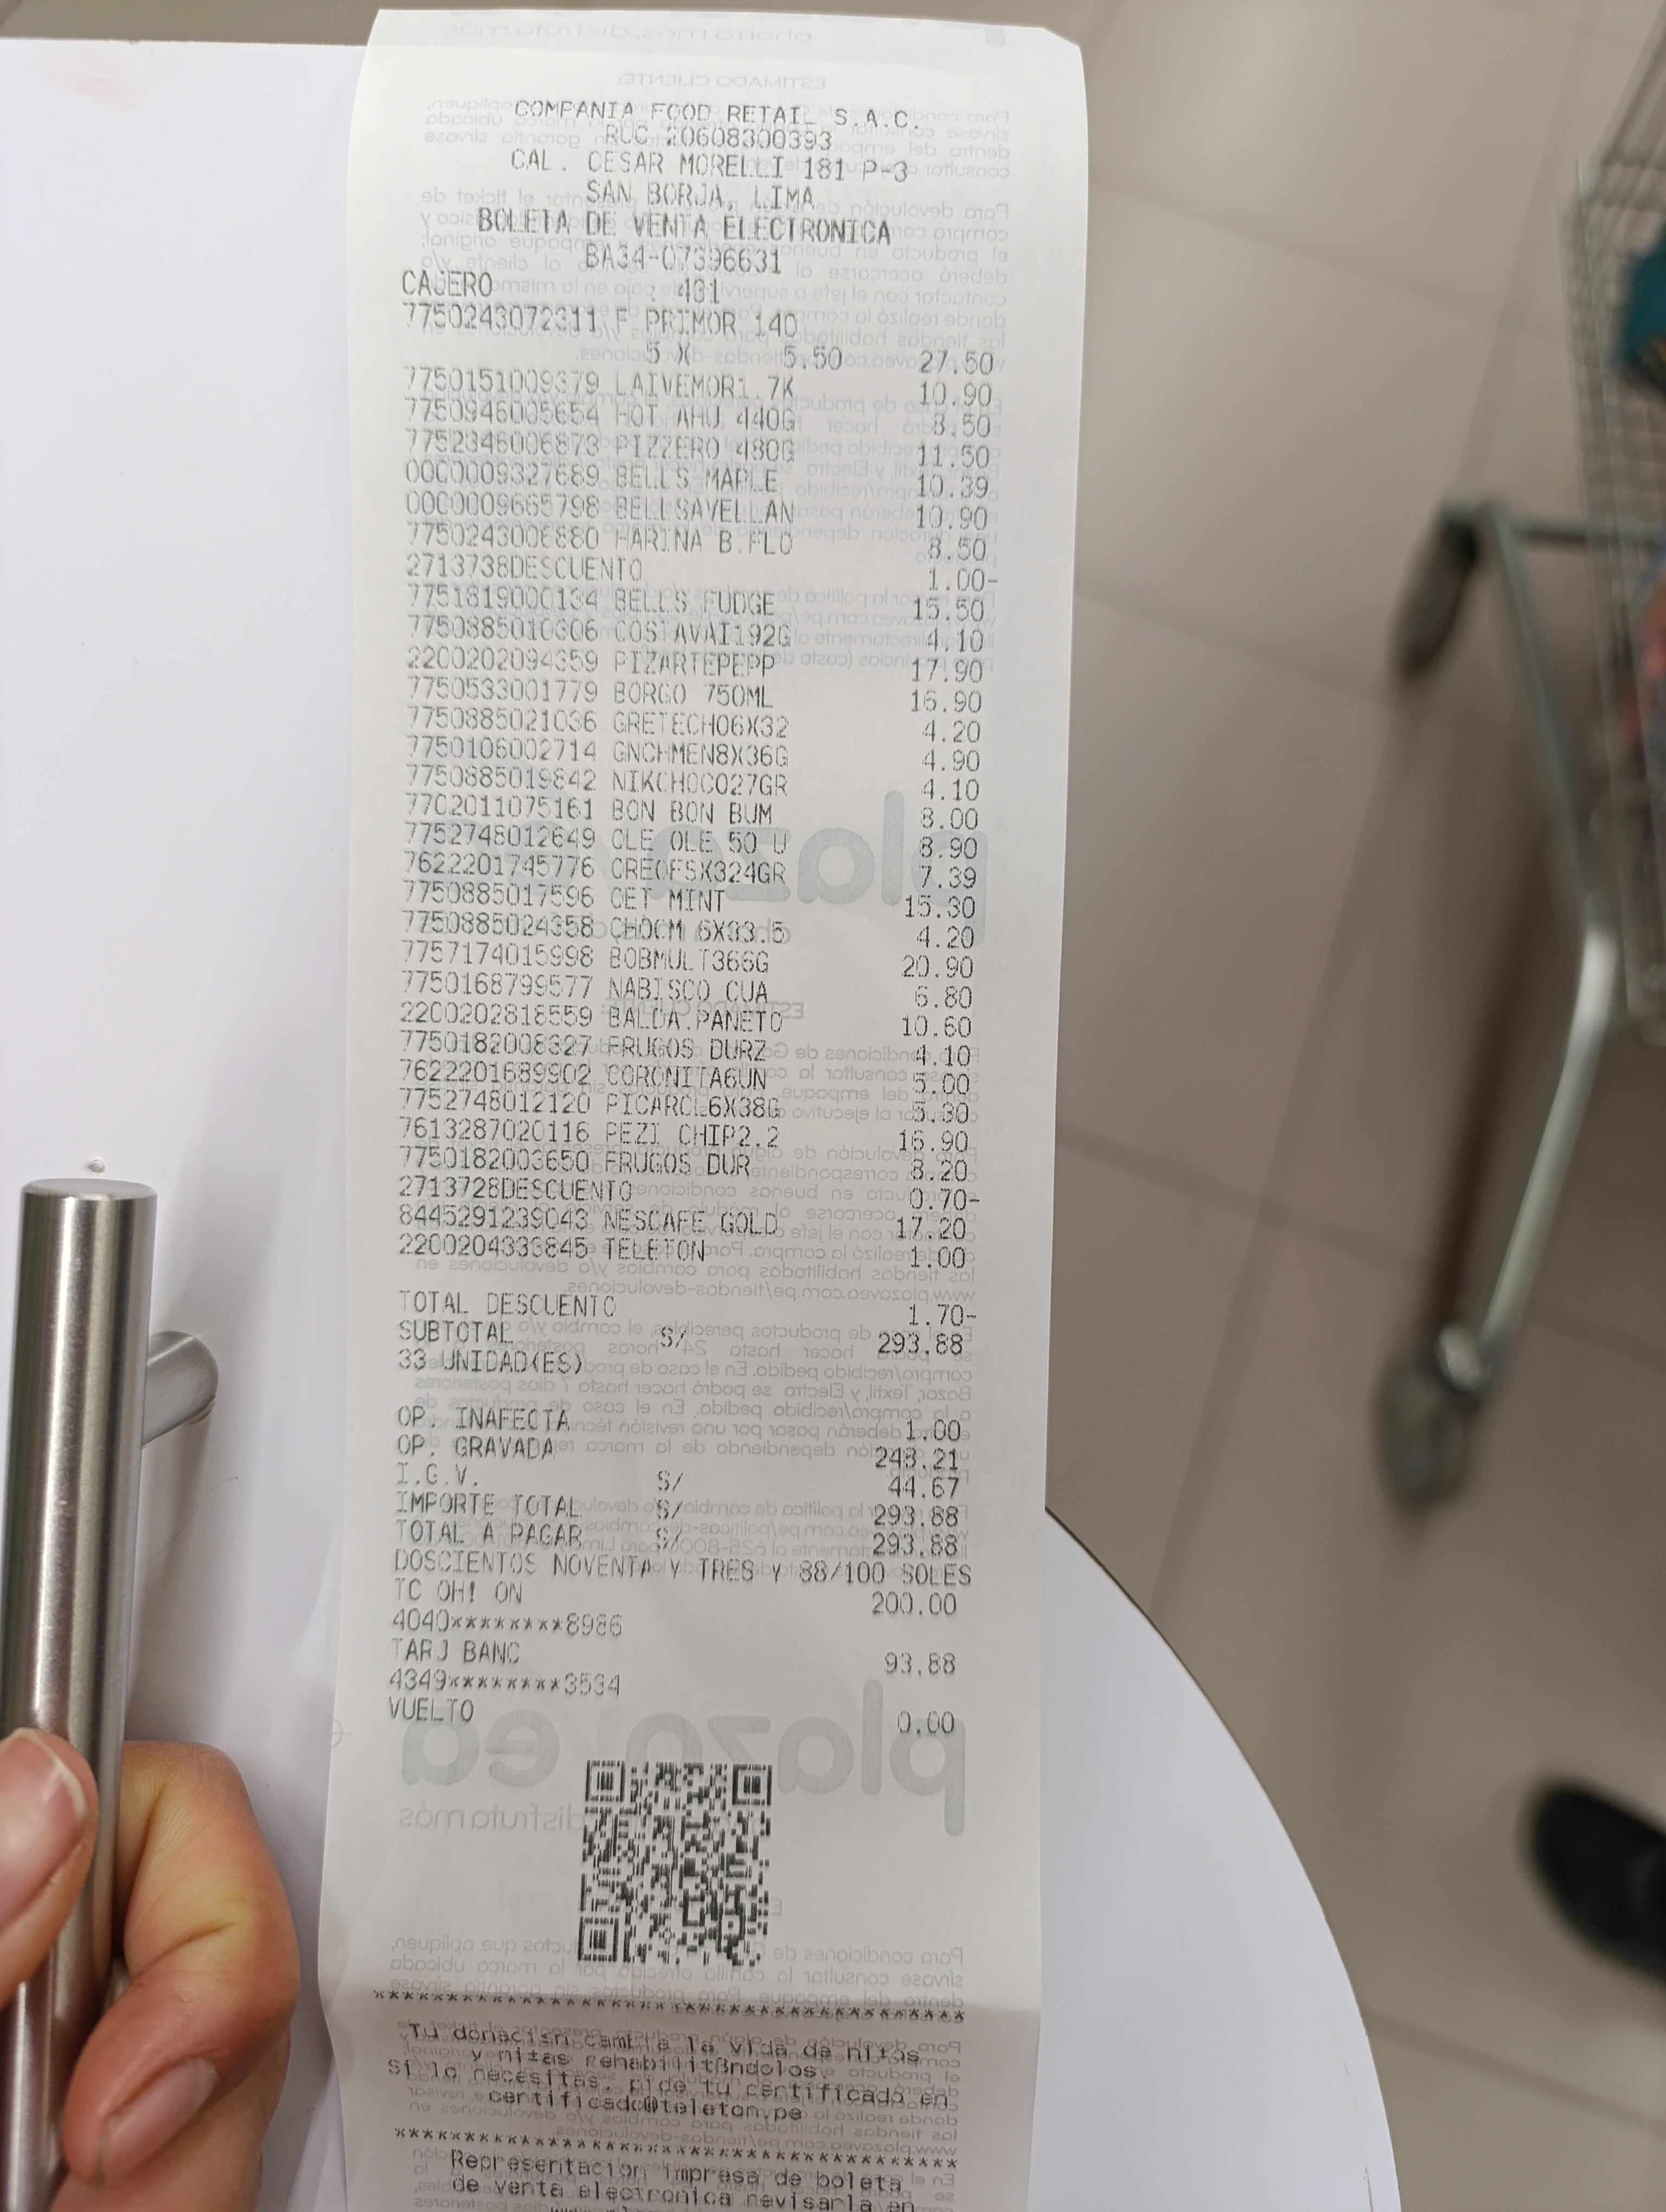 COMPANIA FOOD RETAIL S.A.C.
RUC 20608300393
CAL. CESAR MORELLI 181 P-3
SAN BORJA, LIMA
BOLETA DE VENTA ELECTRONICA
BA34-07396631
CAJERO : 431
7750243072311 F PRIMOR 140
5 X 5.50 27.50
7750151009379 LAIVEMOR1.7K 10.90
7750946005654 HOT AHU 440G 8.50
7752346006873 PIZZERO 480G 11.50
0000009327689 BELLS MAPLE 10.39
0000009665798 BELLSAVELLAN 10.90
7750243006880 HARINA B.FLO 8.50
2713738DESCUENTO 1.00-
7751819000134 BELLS FUDGE 15.50
7750885010306 COSTAVAI192G 4.10
2200202094359 PIZARTEPEPP 17.90
7750533001779 BORGO 750ML 16.90
7750885021036 GRETECHO6X32 4.20
7750106002714 GNCHMEN8X36G 4.90
7750885019842 NIKCHOCO27GR 4.10
7702011075161 BON BON BUM 8.00
7752748012649 OLE OLE 50 U 8.90
7622201745776 CREOFSX324GR 7.39
7750885017596 CET MINT 15.30
7750885024358 CHOCM 6X33.5 4.20
7757174015998 BOBMULT366G 20.90
7750168799577 NABISCO CUA 6.80
2200202818559 BALDA.PANETO 10.60
7750182008327 FRUGOS DURZ 4.10
7622201689902 CORONITA6UN 5.00
7752748012120 PICARCL6X38G 5.30
7613287020116 PEZI CHIP2.2 16.90
7750182003650 FRUGOS DUR 8.20
2713728DESCUENTO 0.70-
8445291239043 NESCAFE GOLD 17.20
2200204333845 TELETON 1.00
TOTAL DESCUENTO 1.70-
SUBTOTAL S/ 293.88
33 UNIDAD(ES)
OP. INAFECTA 1.00
OP. GRAVADA 248.21
I.G.V. S/ 44.67
IMPORTE TOTAL S/ 293.88
TOTAL A PAGAR S/ 293.88
DOSCIENTOS NOVENTA Y TRES Y 88/100 SOLES
TC OH! ON 200.00
4040********8986
TARJ BANC 93.88
4349********3534
VUELTO 0.00
****************************************
Tu donacisn cambia la vida de nitos
y nitas rehabilitßndolos.
Si lo necesitas, pide tu certificado en
certificado@teleton.pe
****************************************
Representacion impresa de boleta
de venta electronica revisarla en